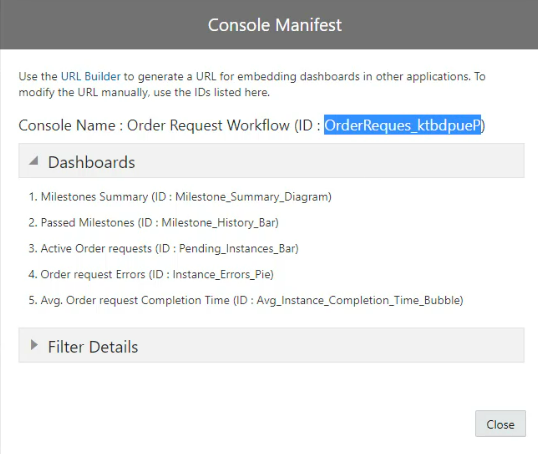 Console Manifest
Use the URL Builder to generate a URL for embedding dashboards in other applications. To
modify the URL manually, use the IDs listed here.
Console Name : Order Request Workflow (ID : OrderReques_ktbdpueP)
Dashboards
1. Milestones Summary (ID : Milestone_Summary_Diagram)
2. Passed Milestones (ID : Milestone_History_Bar)
3. Active Order requests (ID : Pending_Instances_Bar)
4. Order request Errors (ID : Instance_Errors_Pie)
5. Avg. Order request Completion Time (ID : Avg_Instance_Completion_Time_Bubble)
Filter Details
Close